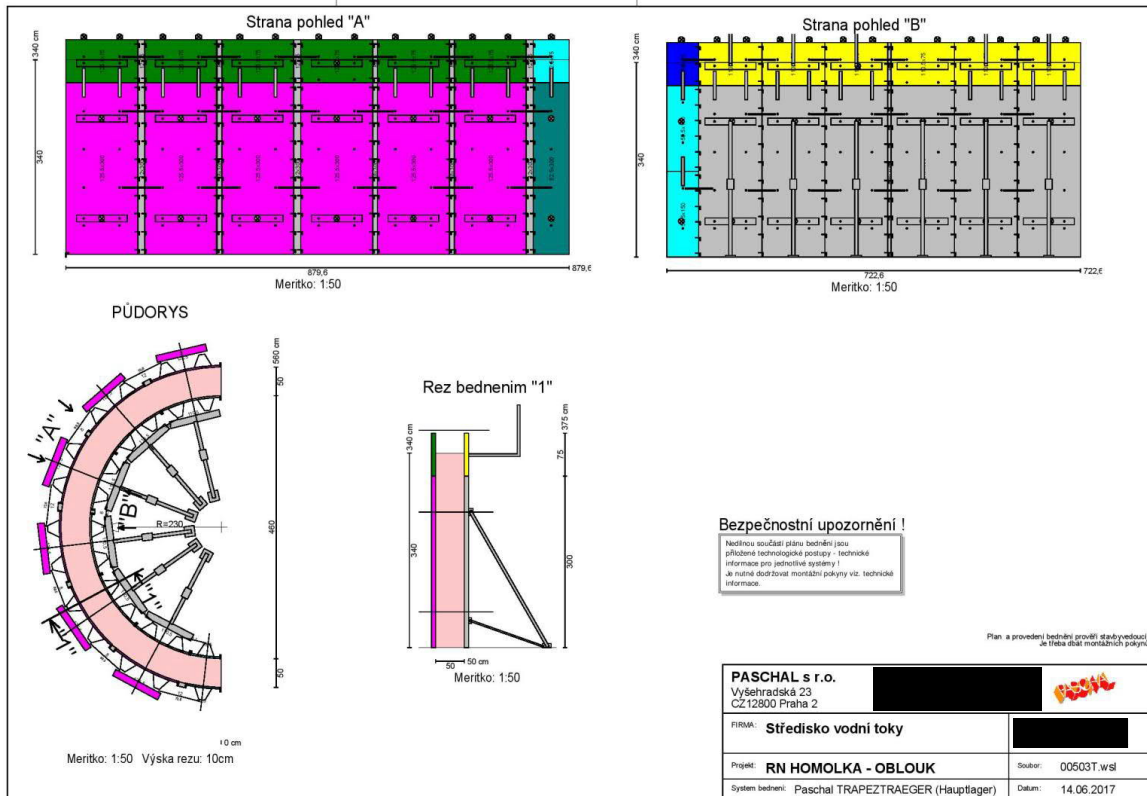 Strana pohled "A"
340 cm
340
879,6
879,6
Meritko: 1:50
Strana pohled "B"
340 cm
340
722,6
722,6
Meritko: 1:50
PŮDORYS
"A"
"B"
R=230
"1"
"1"
560 cm
50
460
50
0 cm
Meritko: 1:50 Výska rezu: 10cm
Rez bednenim "1"
340 cm
340
375 cm
75
300
50
50 cm
Meritko: 1:50
Bezpečnostní upozornění !
Nedílnou součástí plánu bednění jsou
přiložené technologické postupy - technické
informace pro jednotlivé systémy !
Je nutné dodržovat montážní pokyny viz. technické
informace.
Plan a provedení bednění prověří stavbyvedoucí
Je třeba dbát montážních pokynů
PASCHAL s r.o.
Vyšehradská 23
CZ12800 Praha 2
PASCHAL
FIRMA: Středisko vodní toky
Projekt: RN HOMOLKA - OBLOUK
Soubor: 00503T.wsl
System bednení: Paschal TRAPEZTRAEGER (Hauptlager)
Datum: 14.06.2017